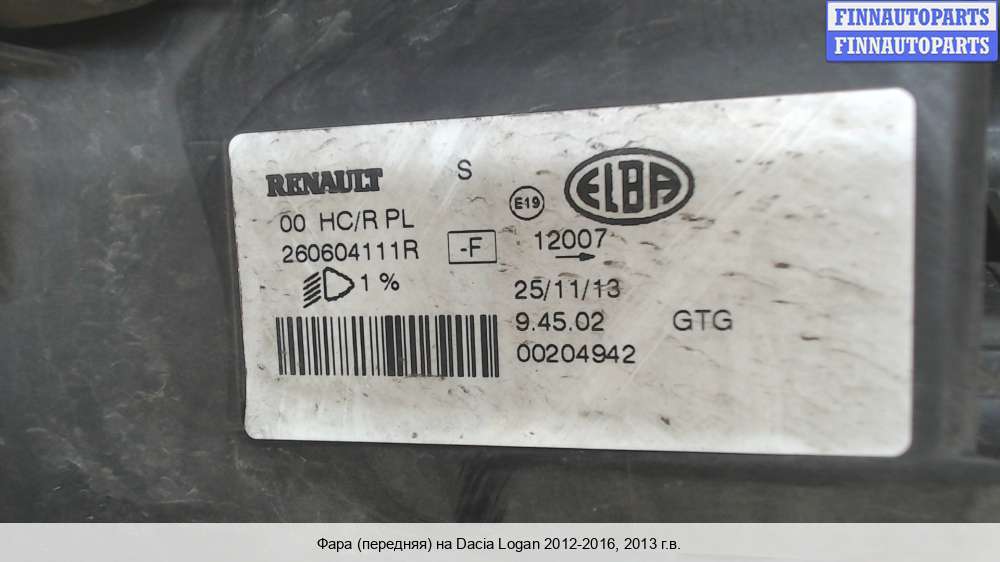 FINNAUTOPARTS
FINNAUTOPARTS
RENAULT S
E19 ELBA
00 HC/R PL
260604111R -F 12007
1 %
25/11/13
9.45.02 GTG
00204942
Фара (передняя) на Dacia Logan 2012-2016, 2013 г.в.